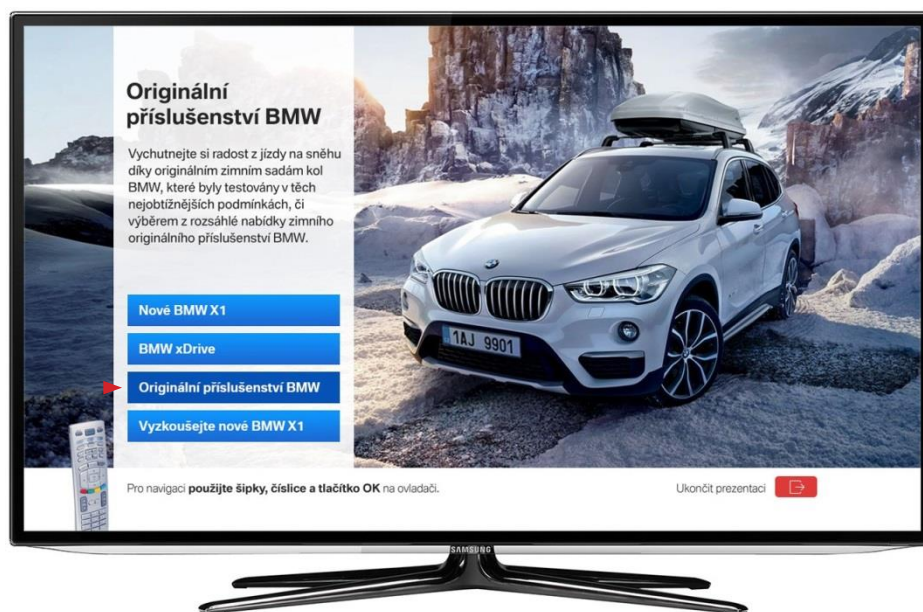 Originální
příslušenství BMW
Vychutnejte si radost z jízdy na sněhu
díky originálním zimním sadám kol
BMW, které byly testovány v těch
nejobtížnějších podmínkách, či
výběrem z rozsáhlé nabídky zimního
originálního příslušenství BMW.
Nové BMW X1
BMW xDrive
Originální příslušenství BMW
Vyzkoušejte nové BMW X1
1AJ 9901
Pro navigaci použijte šipky, číslice a tlačítko OK na ovladači.
Ukončit prezentaci
SAMSUNG